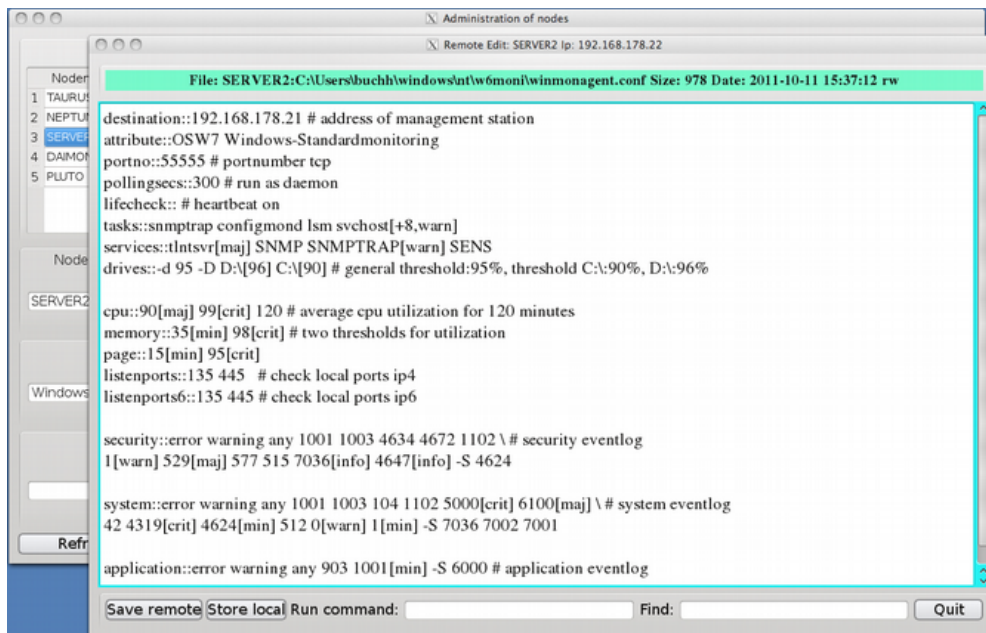 Administration of nodes
Remote Edit: SERVER2 Ip: 192.168.178.22
File: SERVER2:C:\Users\buchh\windows\nt\w6moni\winmonagent.conf Size: 978 Date: 2011-10-11 15:37:12 rw
1 TAURUS
2
3
4
5 PLUTO
Node
SERVER2
Windows
Refr
destination::192.168.178.21 # address of management station
attribute::OSW7 Windows-Standardmonitoring
portno::55555 # portnumber tcp
pollingsecs::300 # run as daemon
lifecheck:: # heartbeat on
tasks::snmptrap configmond lsm svchost[+8,warn]
services::tlntsvr[maj] SNMP SNMPTRAP[warn] SENS
drives::-d 95 -D D:\[96] C:\[90] # general threshold:95%, threshold C:\:90%, D:\:96%
cpu::90[maj] 99[crit] 120 # average cpu utilization for 120 minutes
memory::35[min] 98[crit] # two thresholds for utilization
page::15[min] 95[crit]
listenports::135 445 # check local ports ip4
listenports6::135 445 # check local ports ip6
security::error warning any 1001 1003 4634 4672 1102 \ # security eventlog
1[warn] 529[maj] 577 515 7036[info] 4647[info] -S 4624
system::error warning any 1001 1003 104 1102 5000[crit] 6100[maj] \ # system eventlog
42 4319[crit] 4624[min] 512 0[warn] 1[min] -S 7036 7002 7001
application::error warning any 903 1001[min] -S 6000 # application eventlog
Save remote Store local Run command: Find: Quit